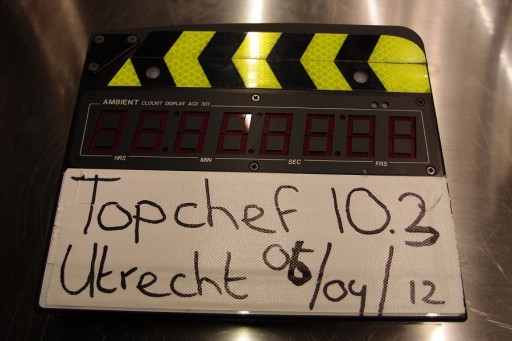 AMBIENT CLOCKIT DISPLAY ACD 301
HRS MIN SEC FRS
Topchef 10.3
Utrecht 05/04/12